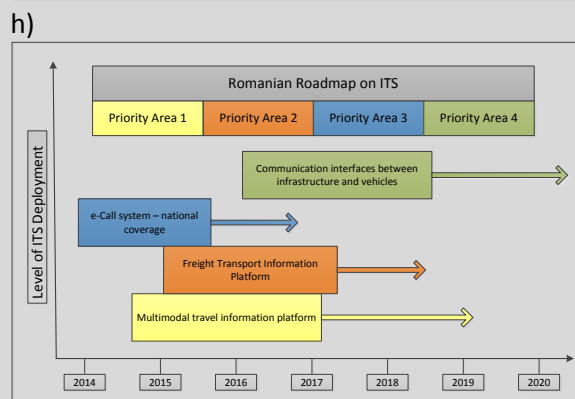 h)
Romanian Roadmap on ITS
Priority Area 1
Priority Area 2
Priority Area 3
Priority Area 4
Communication interfaces between
infrastructure and vehicles
e-Call system – national
coverage
Freight Transport Information
Platform
Multimodal travel information platform
Level of ITS Deployment
2014
2015
2016
2017
2018
2019
2020